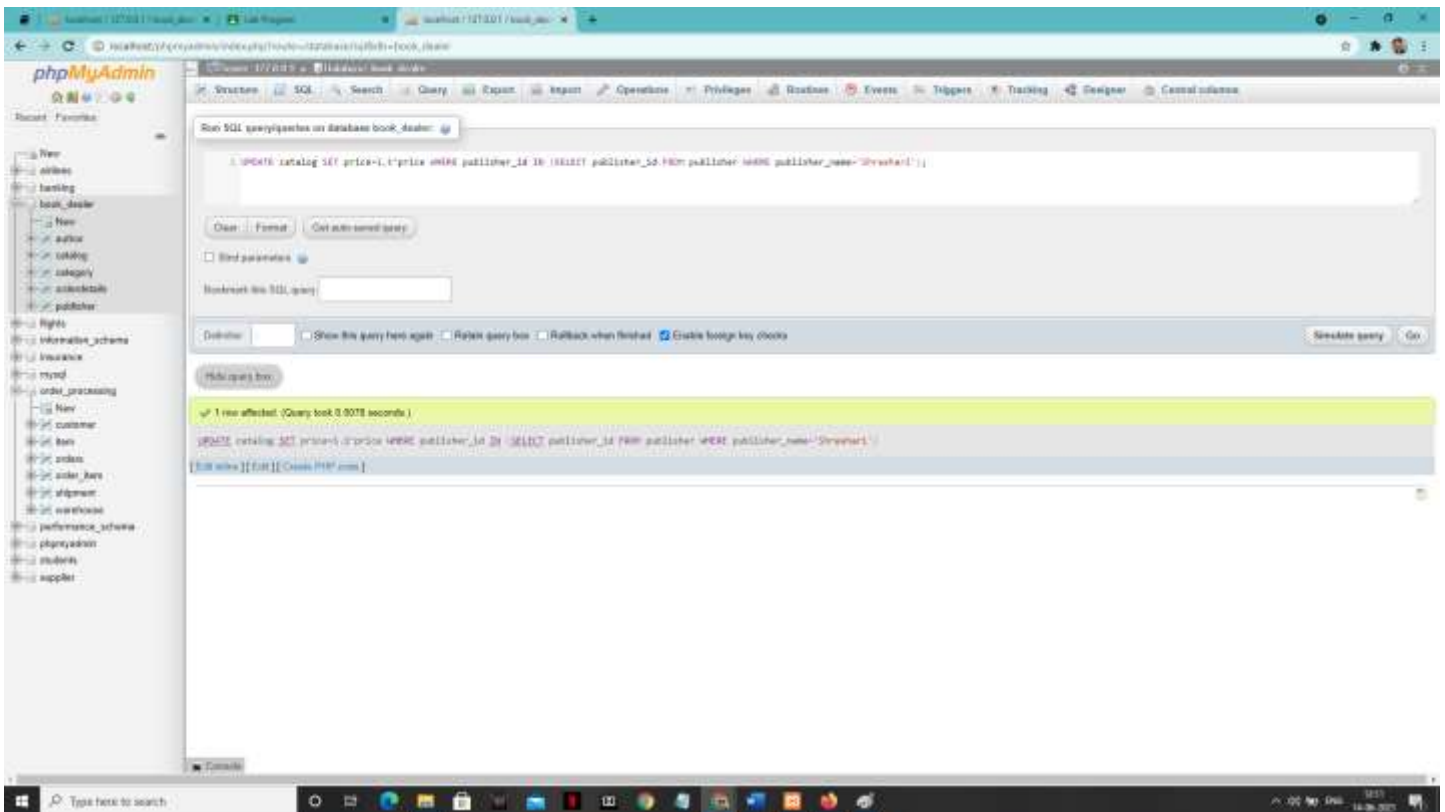 Lab Program
phpMyAdmin
Recent Favorites
New
airlines
banking
book_dealer
New
author
catalog
category
orderdetails
publisher
flights
information_schema
insurance
mysql
order_processing
New
customer
item
orders
order_item
shipment
warehouse
performance_schema
phpmyadmin
students
supplier
Structure SQL Search Query Export Import Operations Privileges Routines Events Triggers Tracking Designer Central columns
Run SQL query/queries on database book_dealer:
1 UPDATE catalog SET price=1.1*price WHERE publisher_id IN (SELECT publisher_id FROM publisher WHERE publisher_name=
Clear Format Get auto-saved query
Bind parameters
Bookmark this SQL query:
Delimiter Show this query here again Retain query box Rollback when finished Enable foreign key checks Simulate query Go
Hide query box
1 row affected. (Query took 0.0078 seconds.)
UPDATE catalog SET price=1.1*price WHERE publisher_id IN (SELECT publisher_id FROM publisher WHERE publisher_name=
[ Edit inline ] [ Edit ] [ Create PHP code ]
Console
Type here to search
ENG